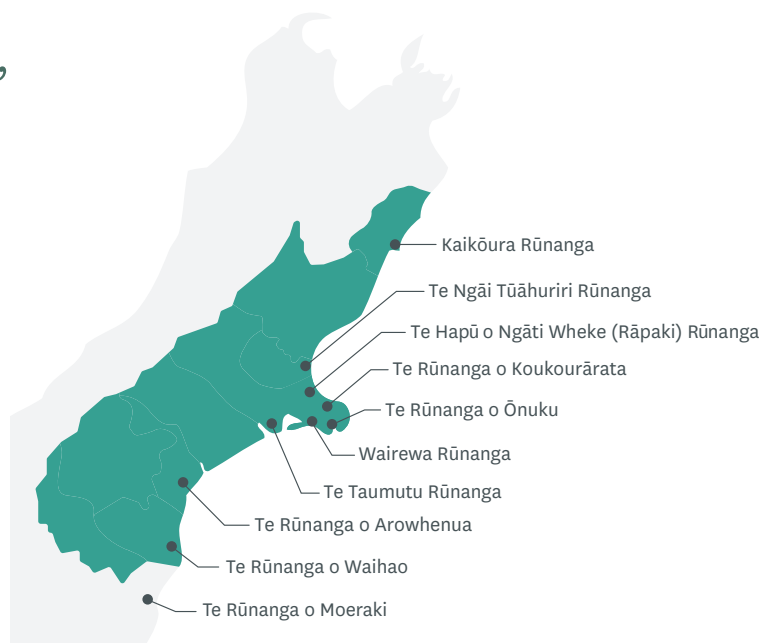 Kaikōura Rūnanga
Te Ngāi Tūāhuriri Rūnanga
Te Hapū o Ngāti Wheke (Rāpaki) Rūnanga
Te Rūnanga o Koukourārata
Te Rūnanga o Ōnuku
Wairewa Rūnanga
Te Taumutu Rūnanga
Te Rūnanga o Arowhenua
Te Rūnanga o Waihao
Te Rūnanga o Moeraki